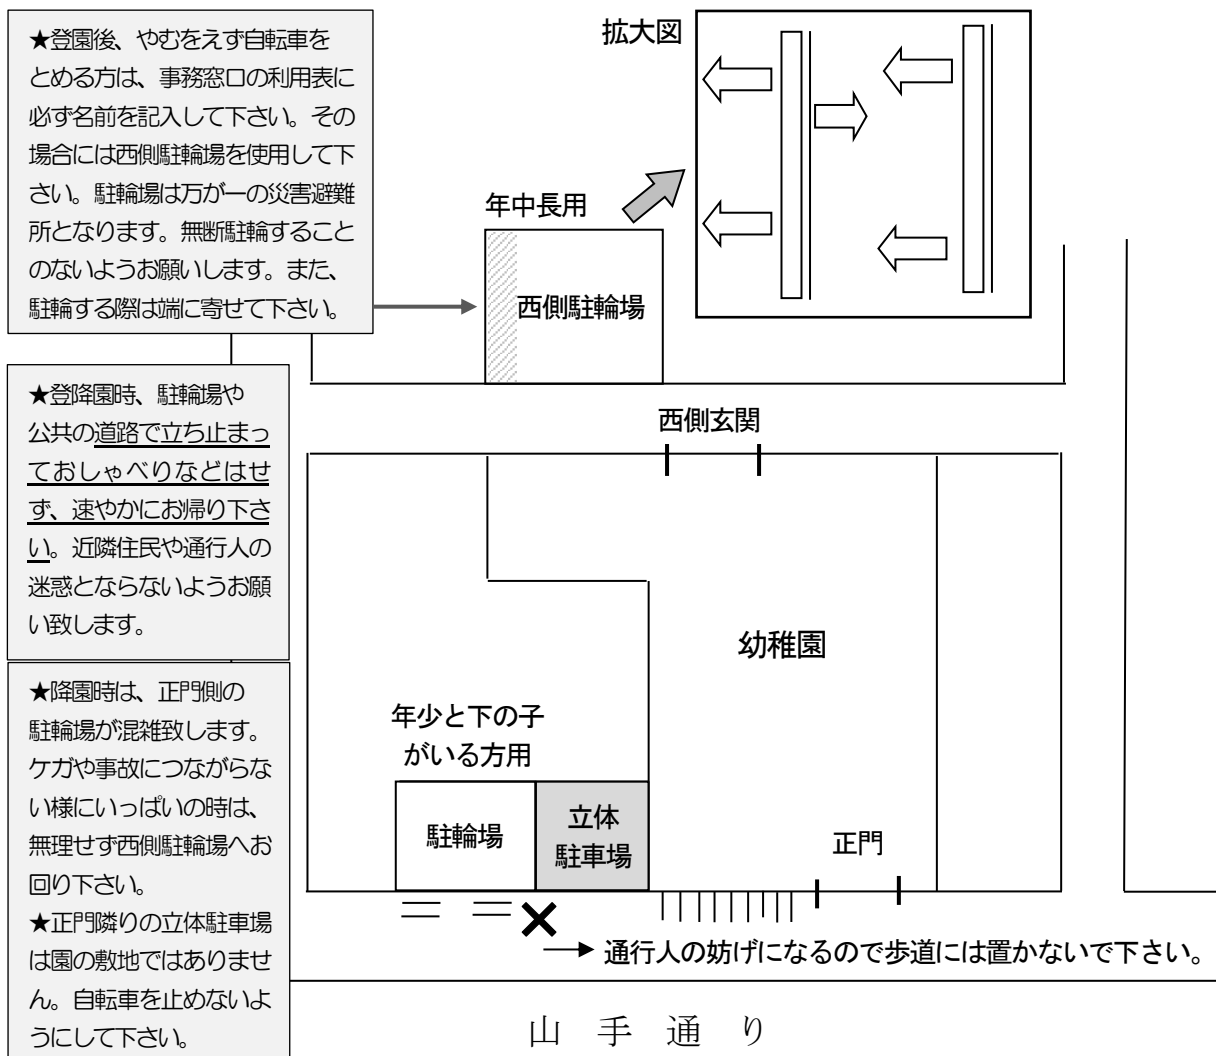 ★登園後、やむをえず自転車を
とめる方は、事務窓口の利用表に
必ず名前を記入して下さい。その
場合には西側駐輪場を使用して下
さい。駐輪場は万が一の災害避難
所となります。無断駐輪すること
のないようお願いします。また、
駐輪する際は端に寄せて下さい。
拡大図
年中長用
西側駐輪場
★登降園時、駐輪場や
公共の道路で立ち止まっ
ておしゃべりなどはせ
ず、速やかにお帰り下さ
い。近隣住民や通行人の
迷惑とならないようお願
い致します。
西側玄関
幼稚園
★降園時は、正門側の
駐輪場が混雑致します。
ケガや事故につながらな
い様にいっぱいの時は、
無理せず西側駐輪場へお
回り下さい。
★正門隣りの立体駐車場
は園の敷地ではありませ
ん。自転車を止めないよ
うにして下さい。
年少と下の子
がいる方用
駐輪場
立体
駐車場
正門
通行人の妨げになるので歩道には置かないで下さい。
山手通り